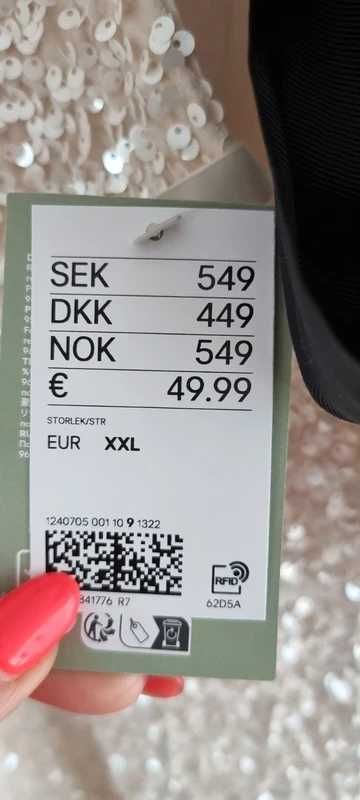 SEK 549
DKK 449
NOK 549
€ 49.99
STORLEK/STR
EUR XXL
1240705 001 10 9 1322
841776 R7
RFID
62D5A